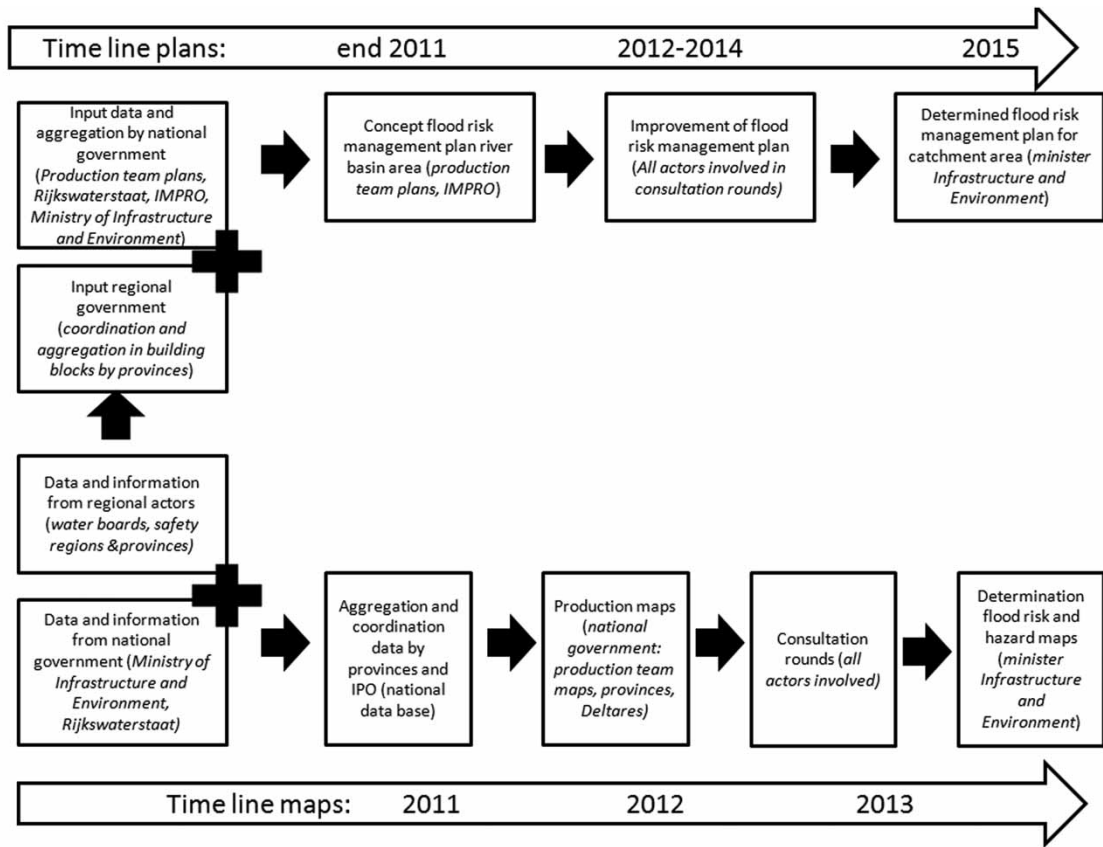 Time line plans: end 2011 2012-2014 2015
Input data and
aggregation by national
government
(Production team plans,
Rijkswaterstaat, IMPRO,
Ministry of Infrastructure
and Environment)
Concept flood risk
management plan river
basin area (production
team plans, IMPRO)
Improvement of flood
risk management plan
(All actors involved in
consultation rounds)
Determined flood risk
management plan for
catchment area (minister
Infrastructure and
Environment)
Input regional
government
(coordination and
aggregation in building
blocks by provinces)
Data and information
from regional actors
(water boards, safety
regions &provinces)
Data and information
from national
government (Ministry of
Infrastructure and
Environment,
Rijkswaterstaat)
Aggregation and
coordination
data by
provinces and
IPO (national
data base)
Production maps
(national
government:
production team
maps, provinces,
Deltares)
Consultation
rounds (all
actors involved)
Determination
flood risk and
hazard maps
(minister
Infrastructure
and
Environment)
Time line maps: 2011 2012 2013